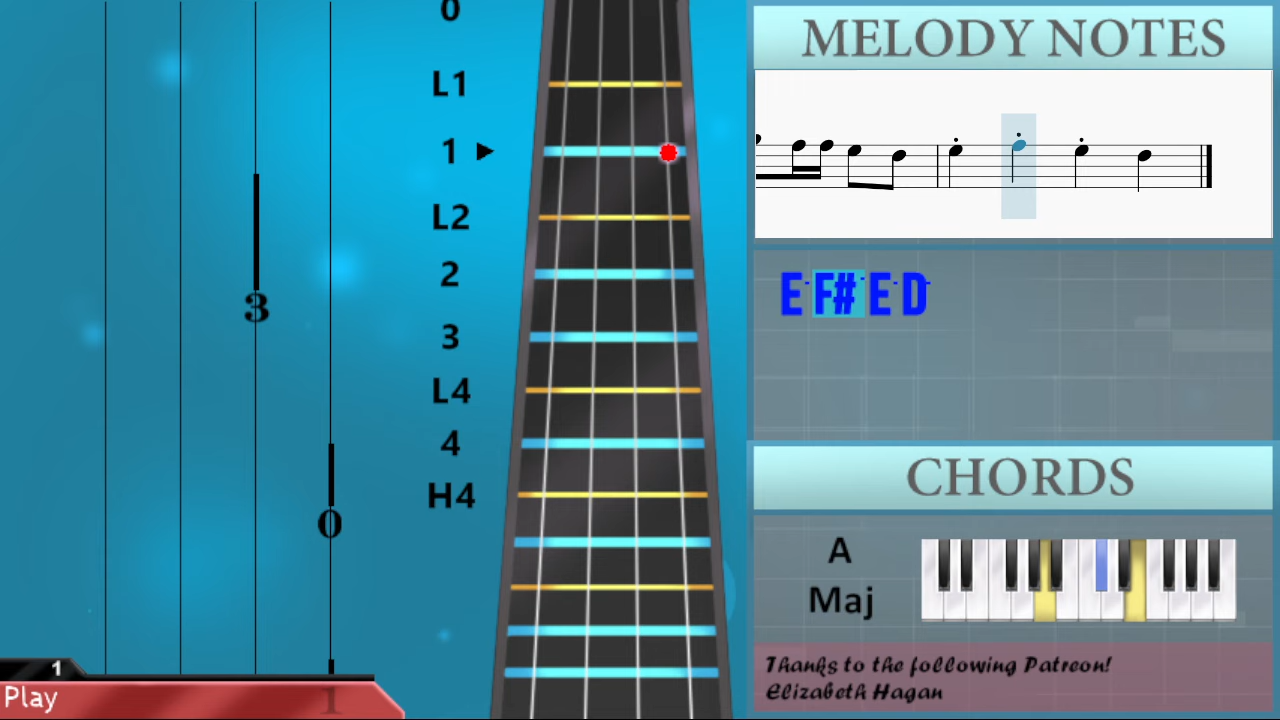 0
L1
1
L2
2
3
L4
4
H4
3
0
1
Play
1
MELODY NOTES
E F# E D
CHORDS
A
Maj
Thanks to the following Patreon!
Elizabeth Hagan